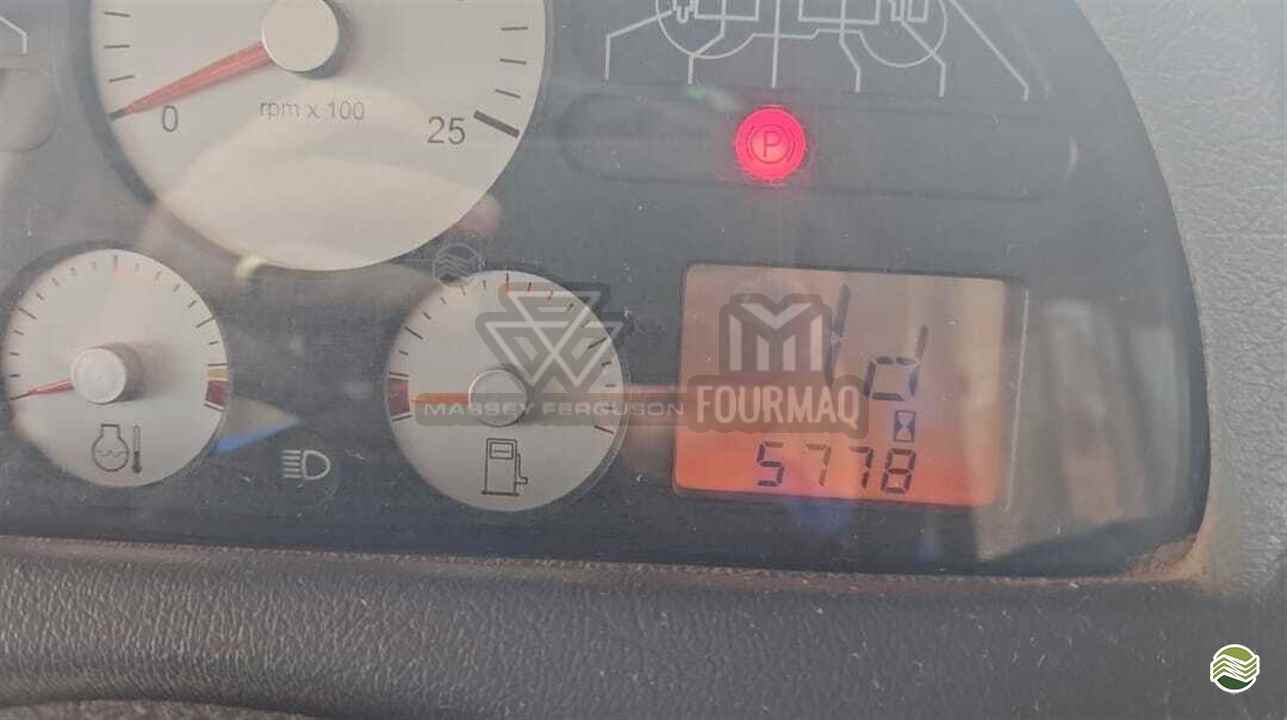 0
rpm x 100
25
P
MASSEY FERGUSON
FOURMAQ
5778